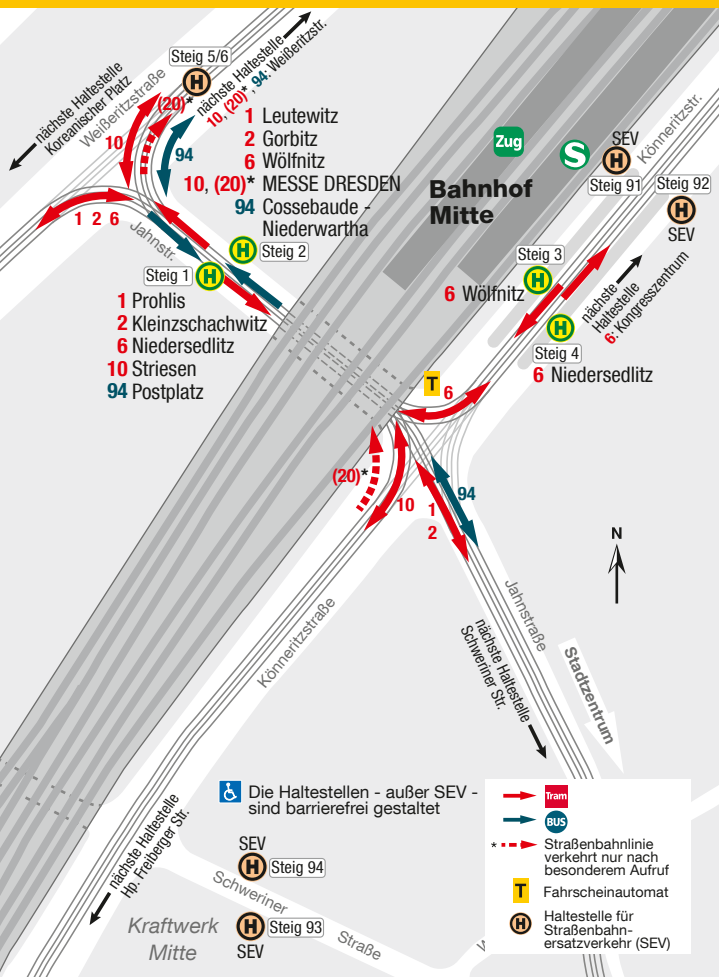 Steig 5/6
H
nächste Haltestelle
Koreanischer Platz
Weißeritzstraße
nächste Haltestelle
10, (20)*, 94: Weißeritzstr.
(20)*
10
94
1 Leutewitz
2 Gorbitz
6 Wölfnitz
10, (20)* MESSE DRESDEN
94 Cossebaude -
Niederwartha
1 2 6
Jahnstr.
H
Steig 2
Steig 1
H
1 Prohlis
2 Kleinzschachwitz
6 Niedersedlitz
10 Striesen
94 Postplatz
Zug
S
Bahnhof
Mitte
SEV
H
Steig 91
Könneritzstr.
Steig 92
H
SEV
Steig 3
H
6 Wölfnitz
H
Steig 4
6 Niedersedlitz
nächste
Haltestelle
6: Kongresszentrum
T
6
(20)*
10
1
2
94
N
Könneritzstraße
Jahnstraße
nächste Haltestelle
Schweriner Str.
Stadtzentrum
nächste Haltestelle
Hp. Freiberger Str.
Die Haltestellen - außer SEV -
sind barrierefrei gestaltet
SEV
H
Steig 94
Schweriner
Straße
Kraftwerk
Mitte
H
Steig 93
SEV
W
Tram
BUS
* Straßenbahnlinie
verkehrt nur nach
besonderem Aufruf
T Fahrscheinautomat
H Haltestelle für
Straßenbahn-
ersatzverkehr (SEV)